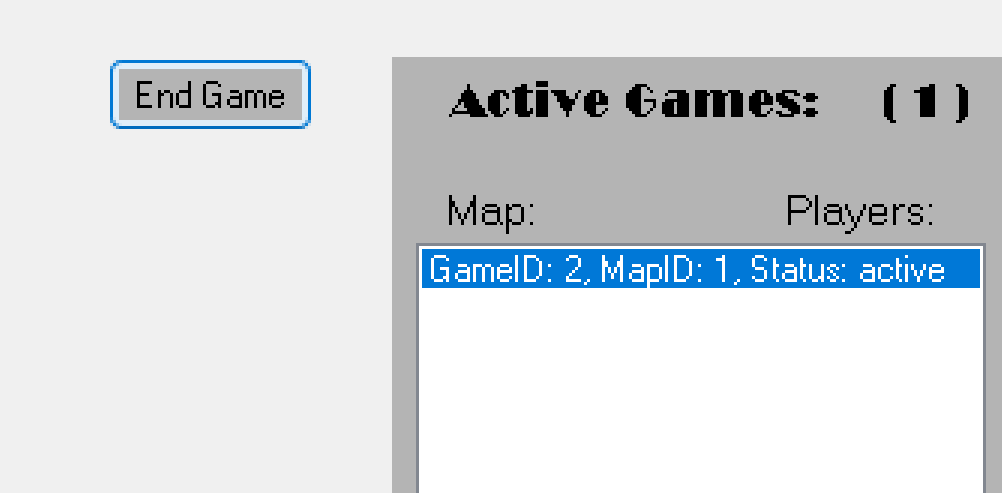 End Game
Active Games: ( 1 )
Map: Players:
GameID: 2, MapID: 1, Status: active